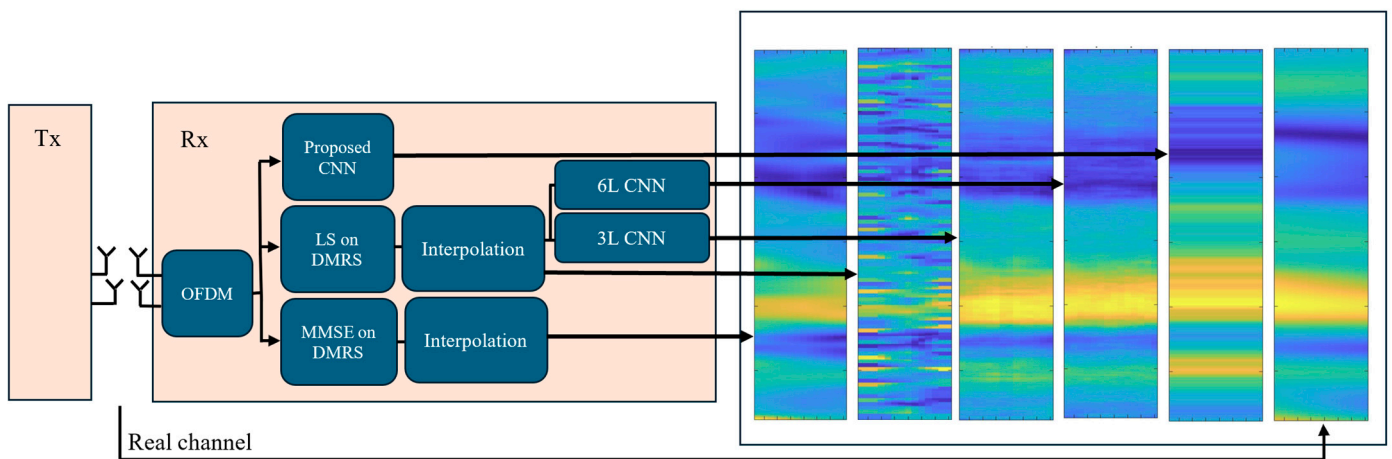 Tx
Rx
Proposed
CNN
6L CNN
LS on
DMRS
Interpolation
3L CNN
OFDM
MMSE on
DMRS
Interpolation
Real channel